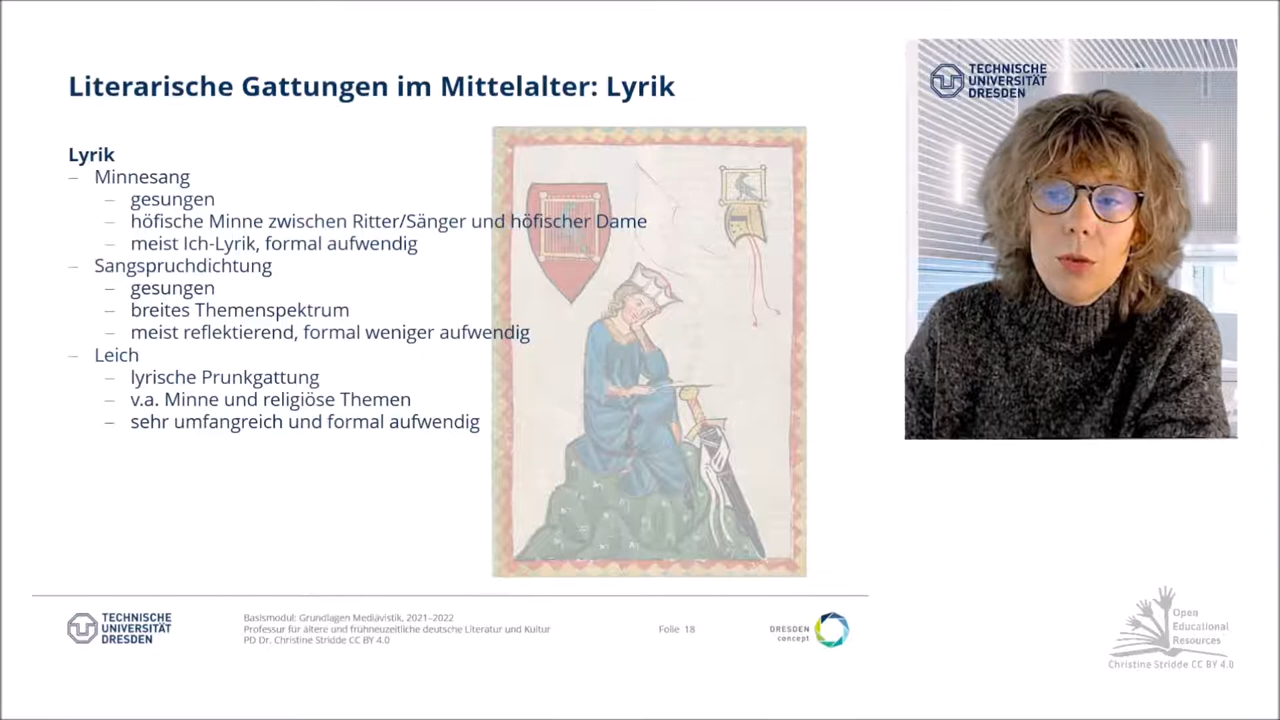 Literarische Gattungen im Mittelalter: Lyrik
Lyrik
– Minnesang
– gesungen
– höfische Minne zwischen Ritter/Sänger und höfischer Dame
– meist Ich-Lyrik, formal aufwendig
– Sangspruchdichtung
– gesungen
– breites Themenspektrum
– meist reflektierend, formal weniger aufwendig
– Leich
– lyrische Prunkgattung
– v.a. Minne und religiöse Themen
– sehr umfangreich und formal aufwendig
TECHNISCHE
UNIVERSITÄT
DRESDEN
TECHNISCHE
UNIVERSITÄT
DRESDEN
Basismodul: Grundlagen Mediävistik, 2021–2022
Professur für ältere und frühneuzeitliche deutsche Literatur und Kultur
PD Dr. Christine Stridde CC BY 4.0
Folie 18
DRESDEN
concept
Open
Educational
Resources
Christine Stridde CC BY 4.0